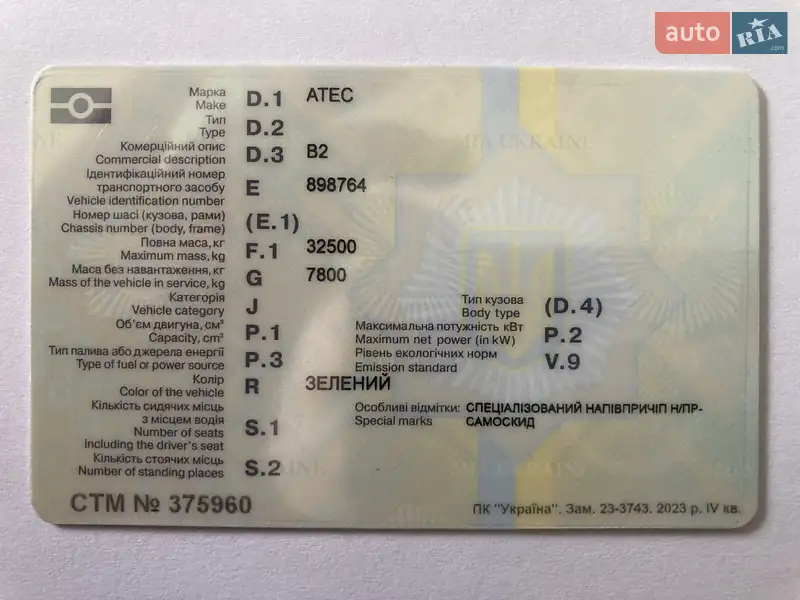 auto RIA .com
Марка
Make D.1 АТЕС
Тип
Type D.2
Комерційний опис
Commercial description D.3 B2
Ідентифікаційний номер
транспортного засобу
Vehicle identification number E 898764
Номер шасі (кузова, рами)
Chassis number (body, frame) (E.1)
Повна маса, кг
Maximum mass, kg F.1 32500
Маса без навантаження, кг
Mass of the vehicle in service, kg G 7800
Категорія
Vehicle category J
Тип кузова
Body type (D.4)
Об'єм двигуна, см³
Capacity, cm³ P.1
Максимальна потужність кВт
Maximum net power (in kW) P.2
Тип палива або джерела енергії
Type of fuel or power source P.3
Рівень екологічних норм
Emission standard V.9
Колір
Color of the vehicle R ЗЕЛЕНИЙ
Кількість сидячих місць
з місцем водія
Number of seats
including the driver's seat S.1
Особливі відмітки: СПЕЦІАЛІЗОВАНИЙ НАПІВПРИЧІП Н/ПР-
Special marks САМОСКИД
Кількість стоячих місць
Number of standing places S.2
СТМ № 375960
ПК "Україна". Зам. 23-3743. 2023 р. IV кв.